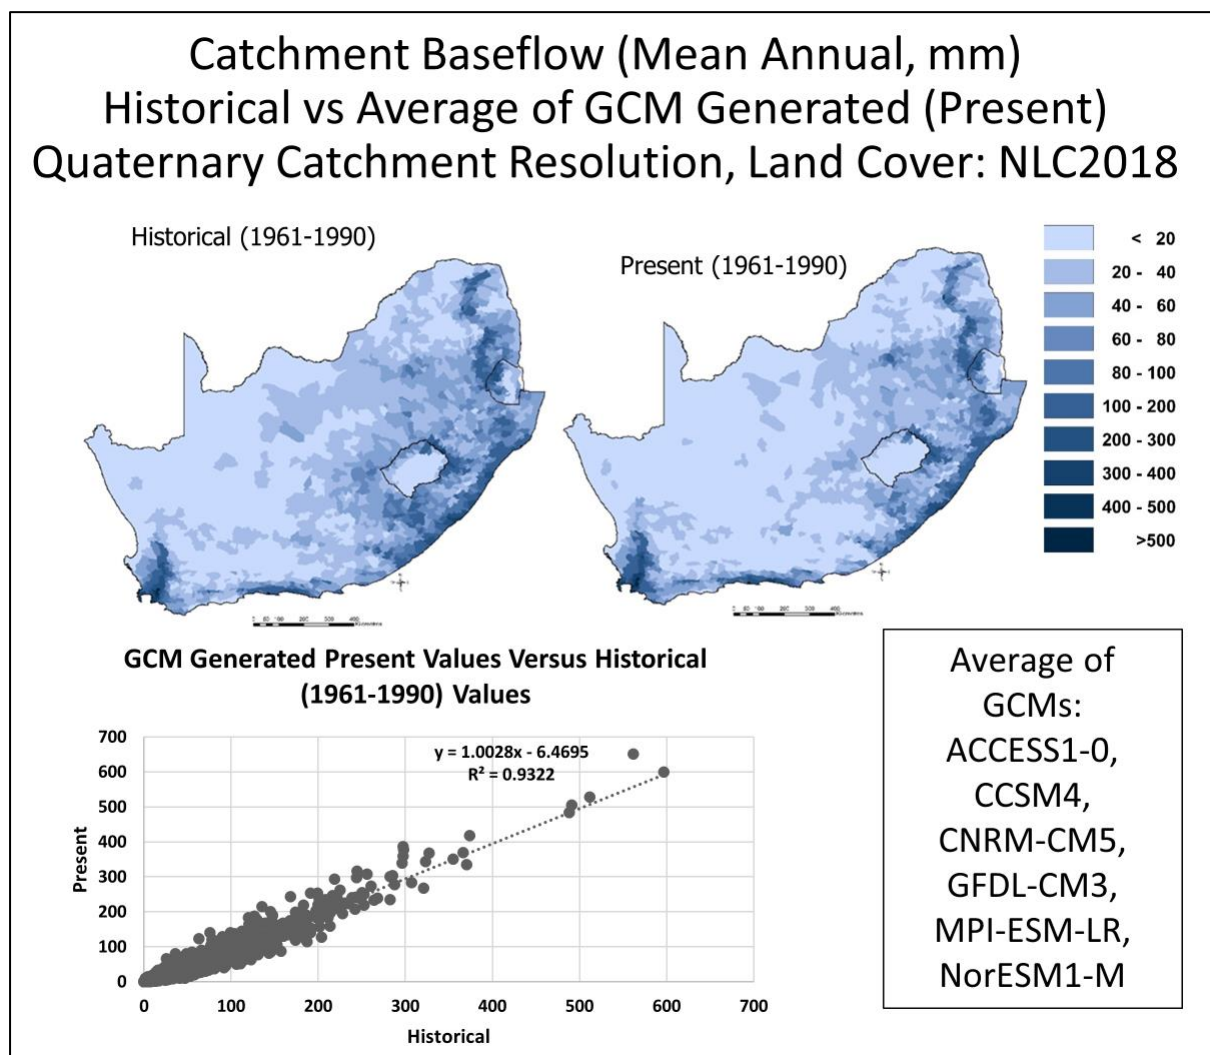 Catchment Baseflow (Mean Annual, mm)
Historical vs Average of GCM Generated (Present)
Quaternary Catchment Resolution, Land Cover: NLC2018
Historical (1961-1990)
Present (1961-1990)
< 20
20 - 40
40 - 60
60 - 80
80 - 100
100 - 200
200 - 300
300 - 400
400 - 500
>500
GCM Generated Present Values Versus Historical
(1961-1990) Values
y = 1.0028x - 6.4695
R² = 0.9322
700
600
500
400
300
200
100
0
Present
0 100 200 300 400 500 600 700
Historical
Average of
GCMs:
ACCESS1-0,
CCSM4,
CNRM-CM5,
GFDL-CM3,
MPI-ESM-LR,
NorESM1-M